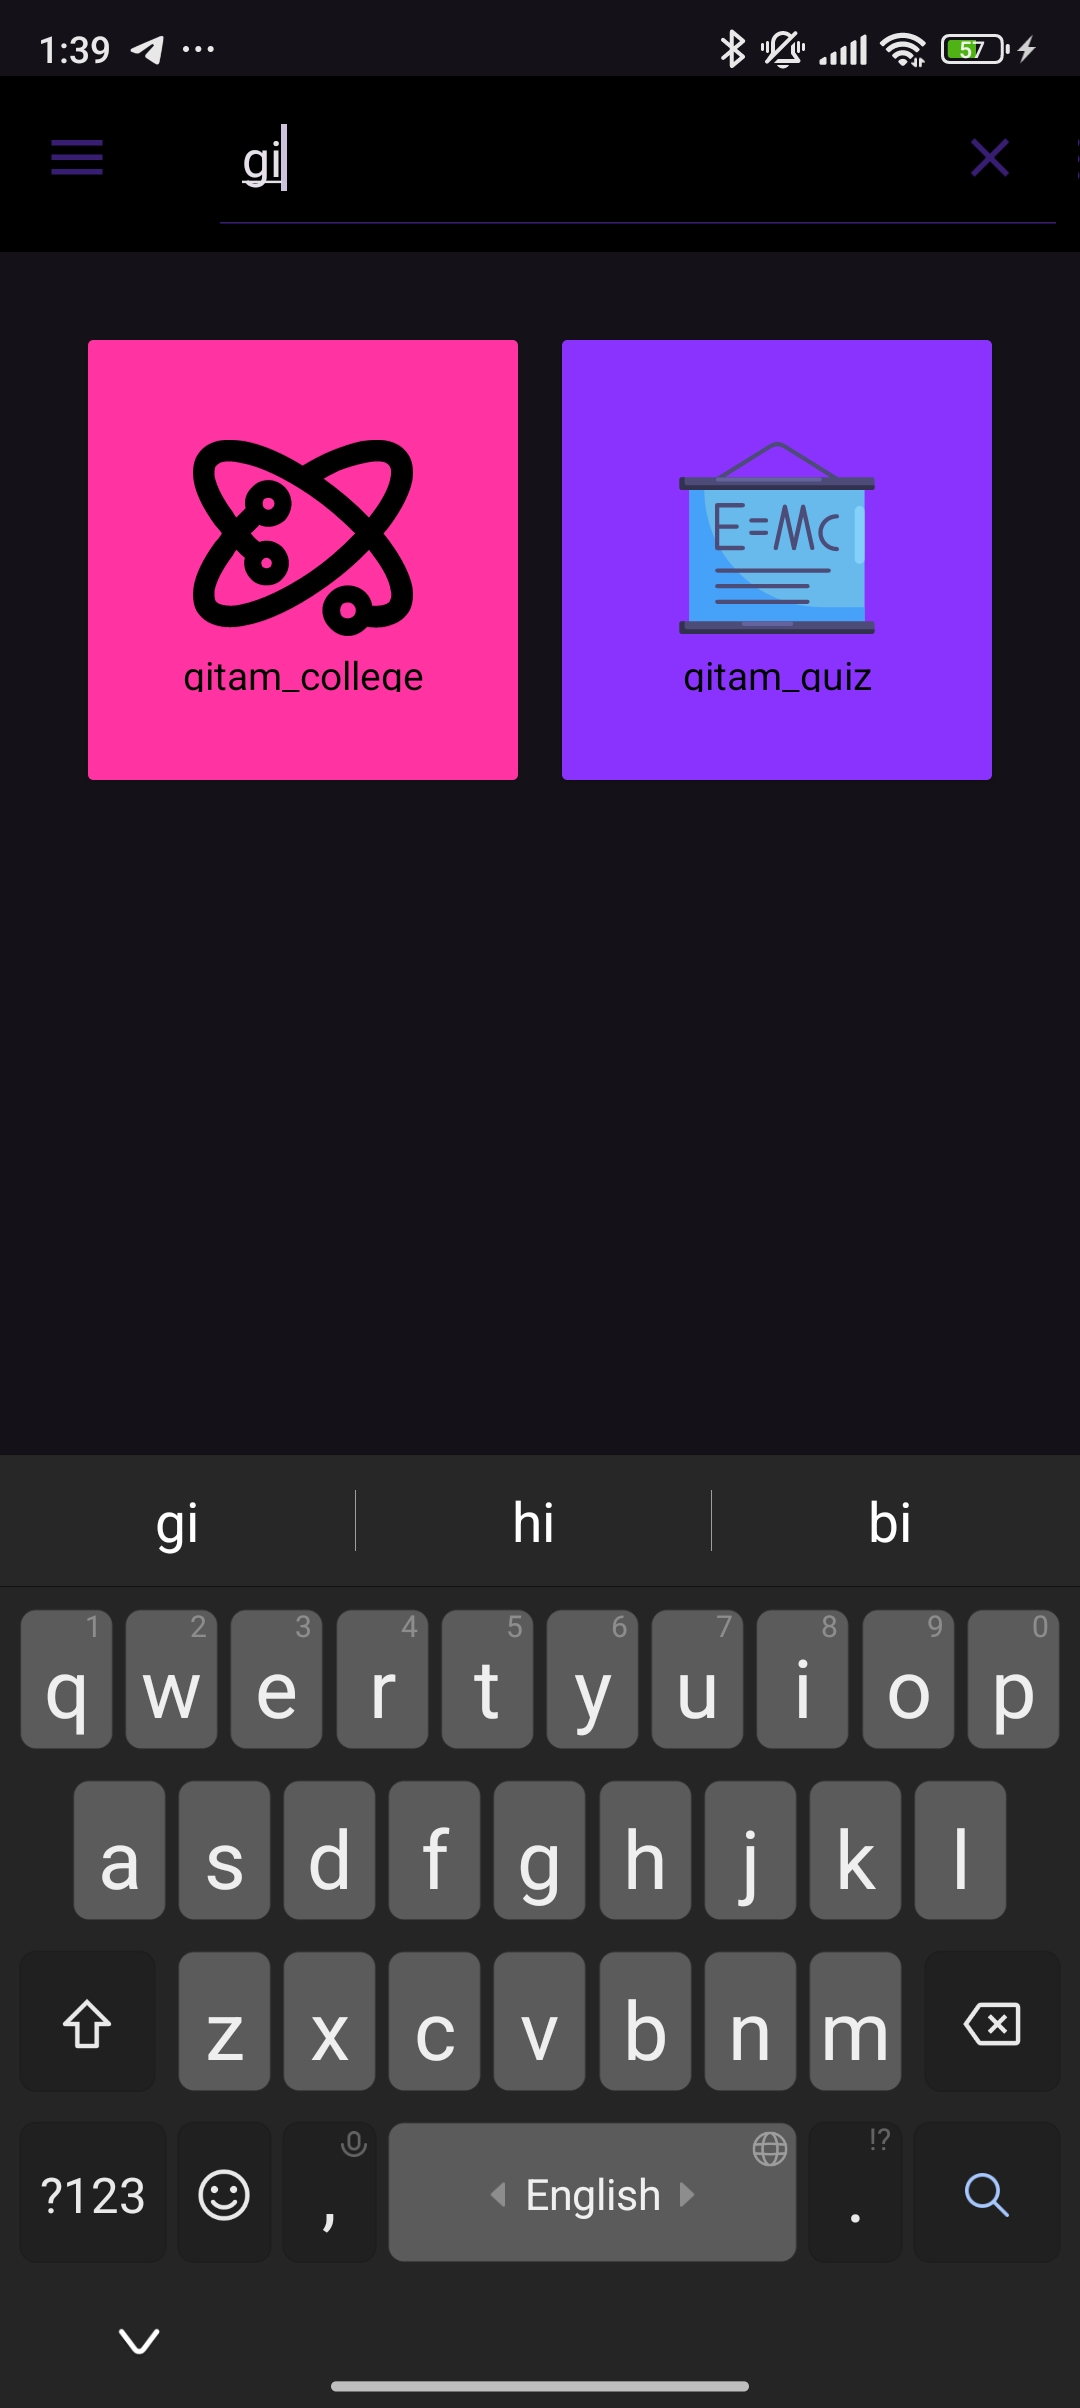 1:39 ... 57
gi
E=Mc
gitam_college gitam_quiz
gi hi bi
1 2 3 4 5 6 7 8 9 0
q w e r t y u i o p
a s d f g h j k l
z x c v b n m
!?
?123 , English .